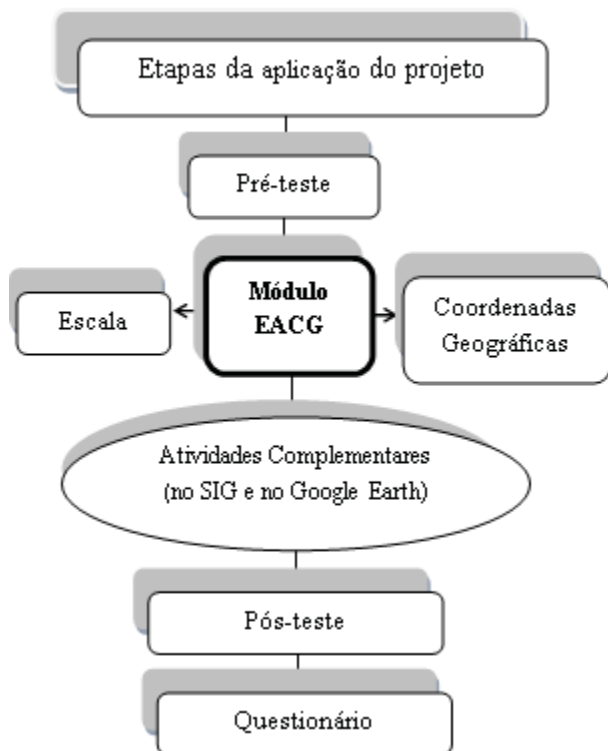 Etapas da aplicação do projeto
Pré-teste
Escala
Módulo
EACG
Coordenadas
Geográficas
Atividades Complementares
(no SIG e no Google Earth)
Pós-teste
Questionário